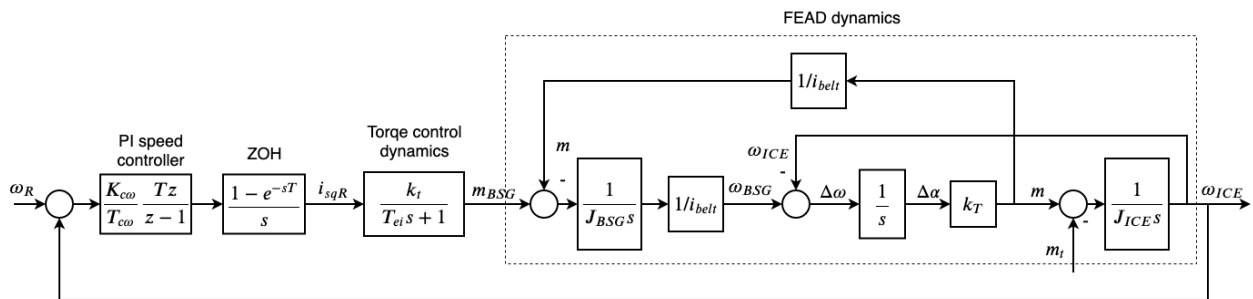 FEAD dynamics
1/i_belt
PI speed
controller
ZOH
Torqe control
dynamics
m
ω_ICE
ω_R
K_cω
T_cω
Tz
z − 1
1 − e^{−sT}
s
i_sqR
k_t
T_ei s + 1
m_BSG
-
1
J_BSG s
1/i_belt
ω_BSG
-
Δω
1
s
Δα
k_T
m
-
1
J_ICE s
ω_ICE
m_t